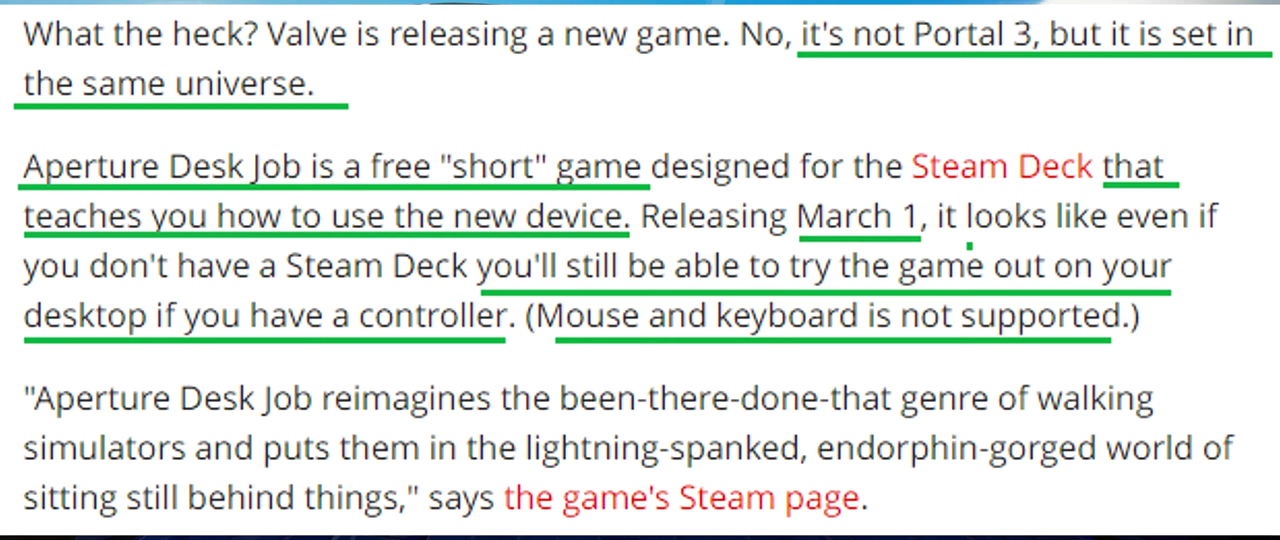 What the heck? Valve is releasing a new game. No, it's not Portal 3, but it is set in
the same universe.
Aperture Desk Job is a free "short" game designed for the Steam Deck that
teaches you how to use the new device. Releasing March 1, it looks like even if
you don't have a Steam Deck you'll still be able to try the game out on your
desktop if you have a controller. (Mouse and keyboard is not supported.)
"Aperture Desk Job reimagines the been-there-done-that genre of walking
simulators and puts them in the lightning-spanked, endorphin-gorged world of
sitting still behind things," says the game's Steam page.